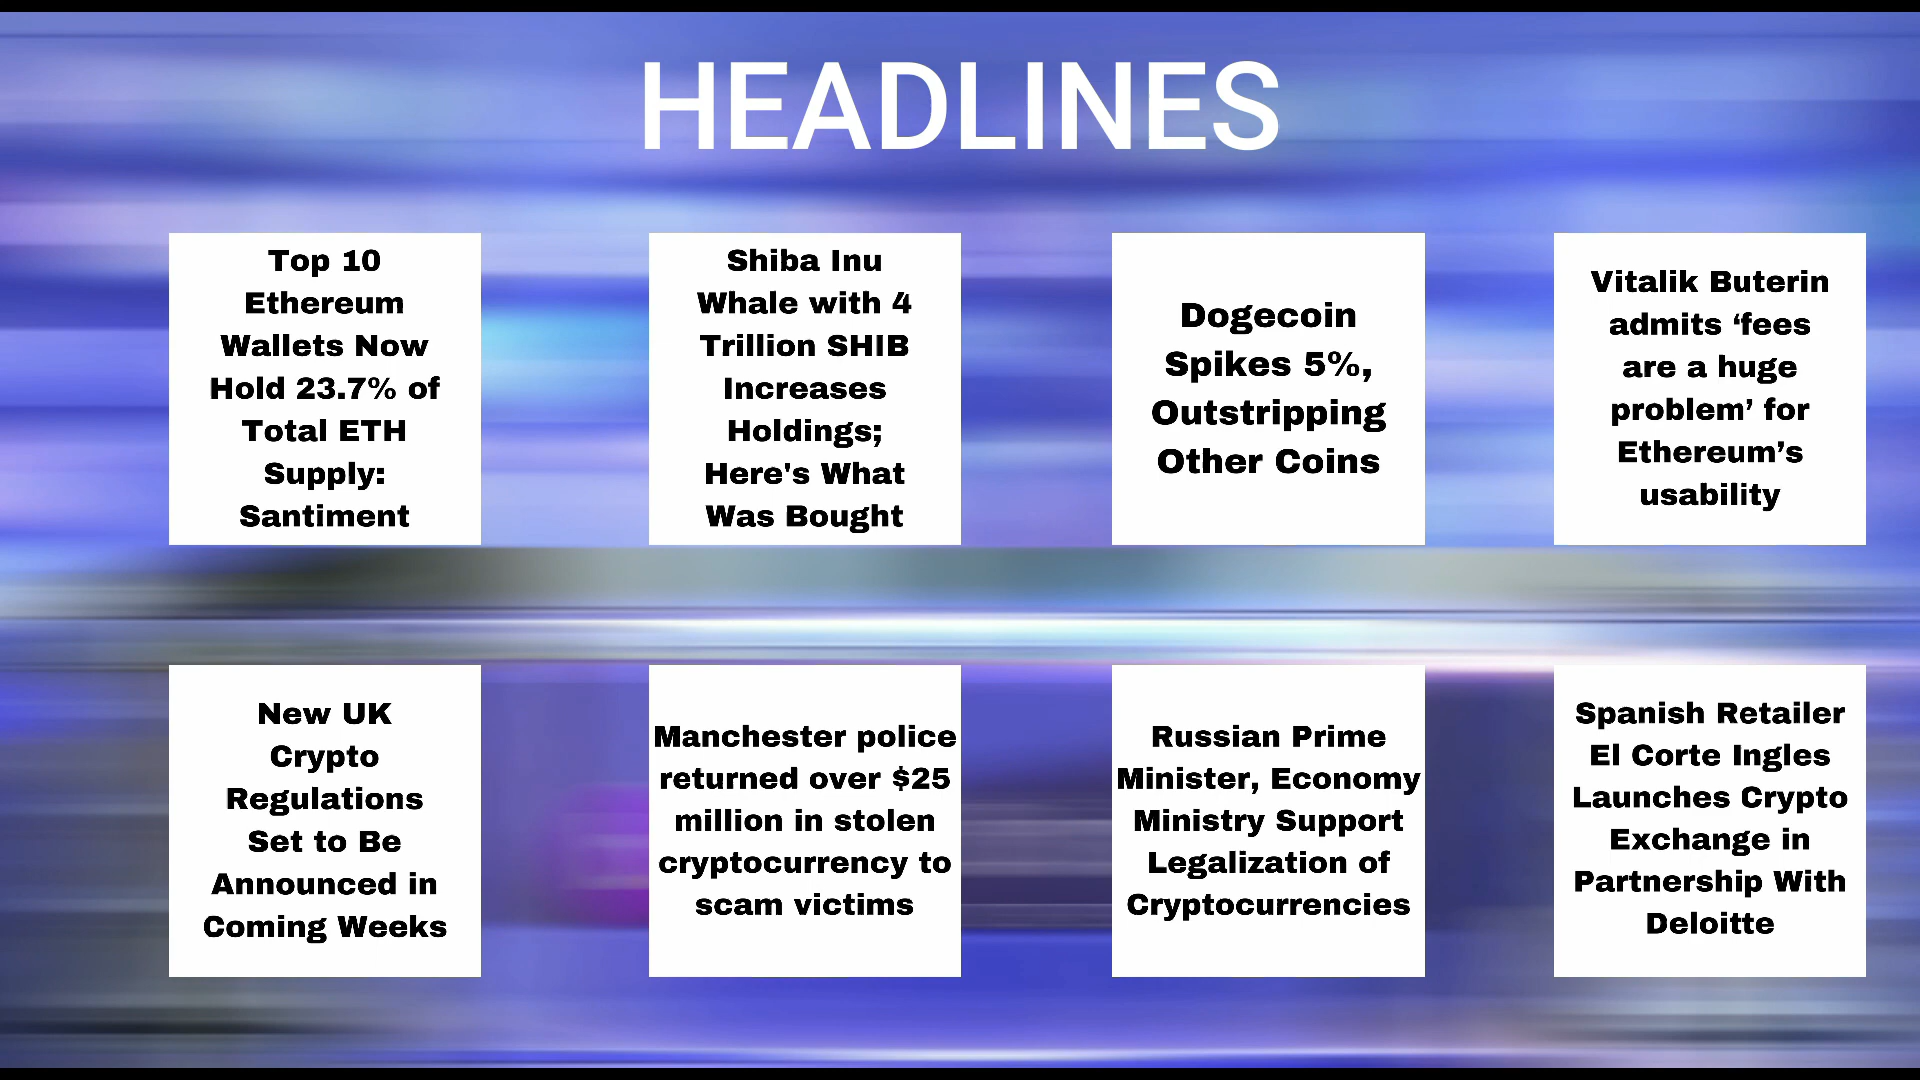 HEADLINES
Top 10
Ethereum
Wallets Now
Hold 23.7% of
Total ETH
Supply:
Santiment
Shiba Inu
Whale with 4
Trillion SHIB
Increases
Holdings;
Here's What
Was Bought
Dogecoin
Spikes 5%,
Outstripping
Other Coins
Vitalik Buterin
admits ‘fees
are a huge
problem’ for
Ethereum’s
usability
New UK
Crypto
Regulations
Set to Be
Announced in
Coming Weeks
Manchester police
returned over $25
million in stolen
cryptocurrency to
scam victims
Russian Prime
Minister, Economy
Ministry Support
Legalization of
Cryptocurrencies
Spanish Retailer
El Corte Ingles
Launches Crypto
Exchange in
Partnership With
Deloitte